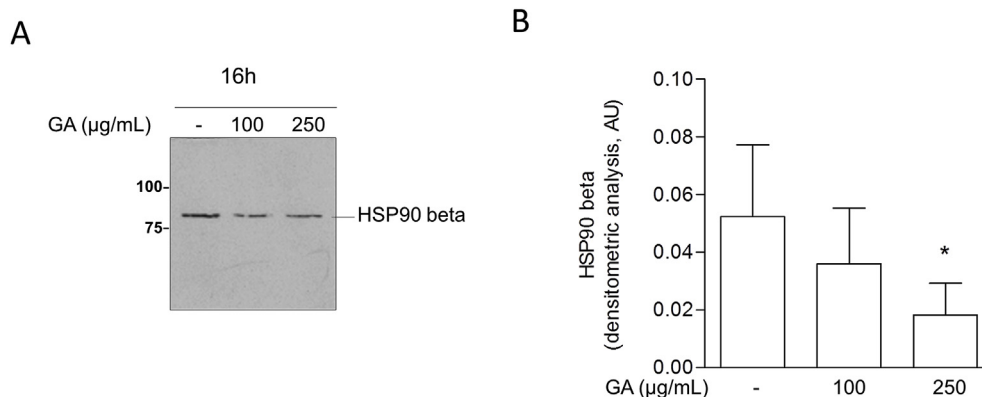 A
16h
GA (µg/mL) - 100 250
100-
75-
HSP90 beta
B
HSP90 beta
(densitometric analysis, AU)
0.10
0.08
0.06
0.04
0.02
0.00
*
GA (µg/mL) - 100 250